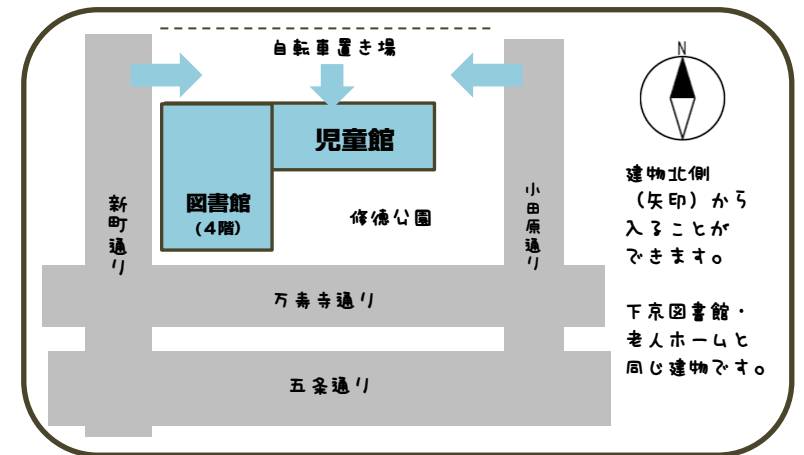 自転車置き場
N
児童館
図書館
(4階)
修徳公園
新町通り
小田原通り
万寿寺通り
五条通り
建物北側
（矢印）から
入ることが
できます。
下京図書館・
老人ホームと
同じ建物です。